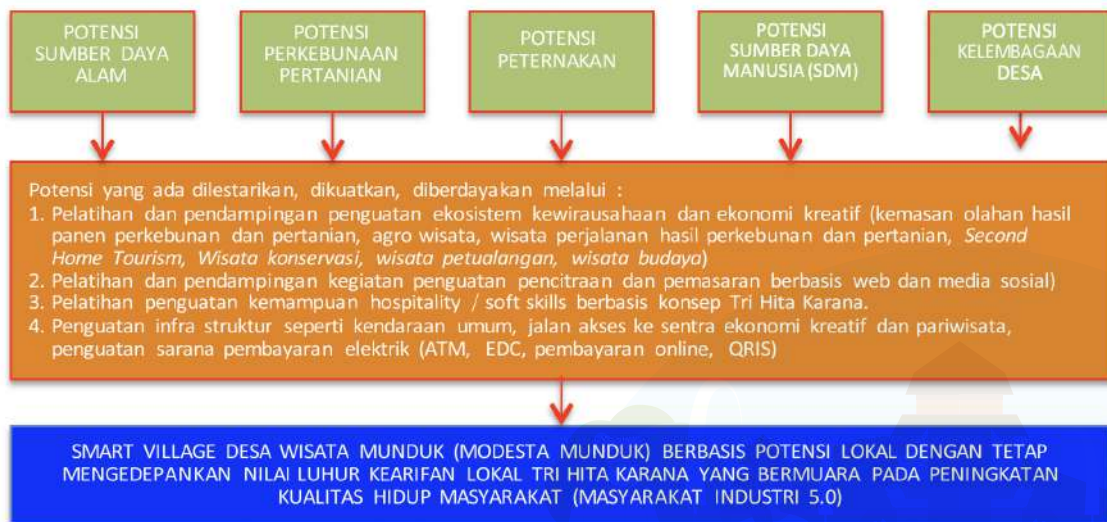 POTENSI
SUMBER DAYA
ALAM
POTENSI
PERKEBUNAAN
PERTANIAN
POTENSI
PETERNAKAN
POTENSI
SUMBER DAYA
MANUSIA (SDM)
POTENSI
KELEMBAGAAN
DESA
Potensi yang ada dilestarikan, dikuatkan, diberdayakan melalui :
1. Pelatihan dan pendampingan penguatan ekosistem kewirausahaan dan ekonomi kreatif (kemasan olahan hasil
panen perkebunan dan pertanian, agro wisata, wisata perjalanan hasil perkebunan dan pertanian, Second
Home Tourism, Wisata konservasi, wisata petualangan, wisata budaya)
2. Pelatihan dan pendampingan kegiatan penguatan pencitraan dan pemasaran berbasis web dan media sosial)
3. Pelatihan penguatan kemampuan hospitality / soft skills berbasis konsep Tri Hita Karana.
4. Penguatan infra struktur seperti kendaraan umum, jalan akses ke sentra ekonomi kreatif dan pariwisata,
penguatan sarana pembayaran elektrik (ATM, EDC, pembayaran online, QRIS)
SMART VILLAGE DESA WISATA MUNDUK (MODESTA MUNDUK) BERBASIS POTENSI LOKAL DENGAN TETAP
MENGEDEPANKAN NILAI LUHUR KEARIFAN LOKAL TRI HITA KARANA YANG BERMUARA PADA PENINGKATAN
KUALITAS HIDUP MASYARAKAT (MASYARAKAT INDUSTRI 5.0)